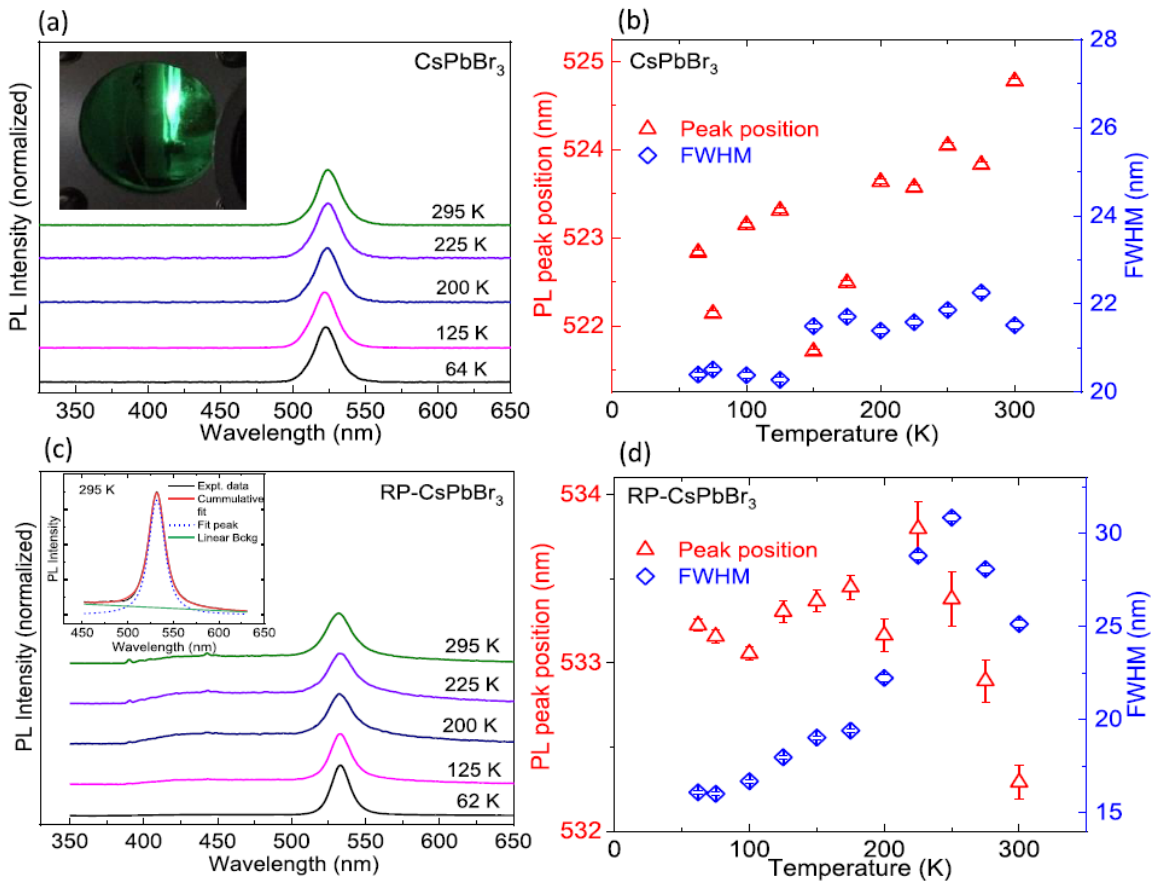 (a)
CsPbBr3
PL Intensity (normalized)
295 K
225 K
200 K
125 K
64 K
350 400 450 500 550 600 650
Wavelength (nm)
(b)
CsPbBr3
Peak position
FWHM
PL peak position (nm)
525
524
523
522
FWHM (nm)
28
26
24
22
20
0 100 200 300
Temperature (K)
(c)
RP-CsPbBr3
PL Intensity (normalized)
295 K
Expt. data
Cummulative
fit
Fit peak
Linear Bckg
PL Intensity
450 500 550 600 650
Wavelength (nm)
295 K
225 K
200 K
125 K
62 K
350 400 450 500 550 600 650
Wavelength (nm)
(d)
RP-CsPbBr3
Peak position
FWHM
PL peak position (nm)
534
533
532
FWHM (nm)
30
25
20
15
0 100 200 300
Temperature (K)